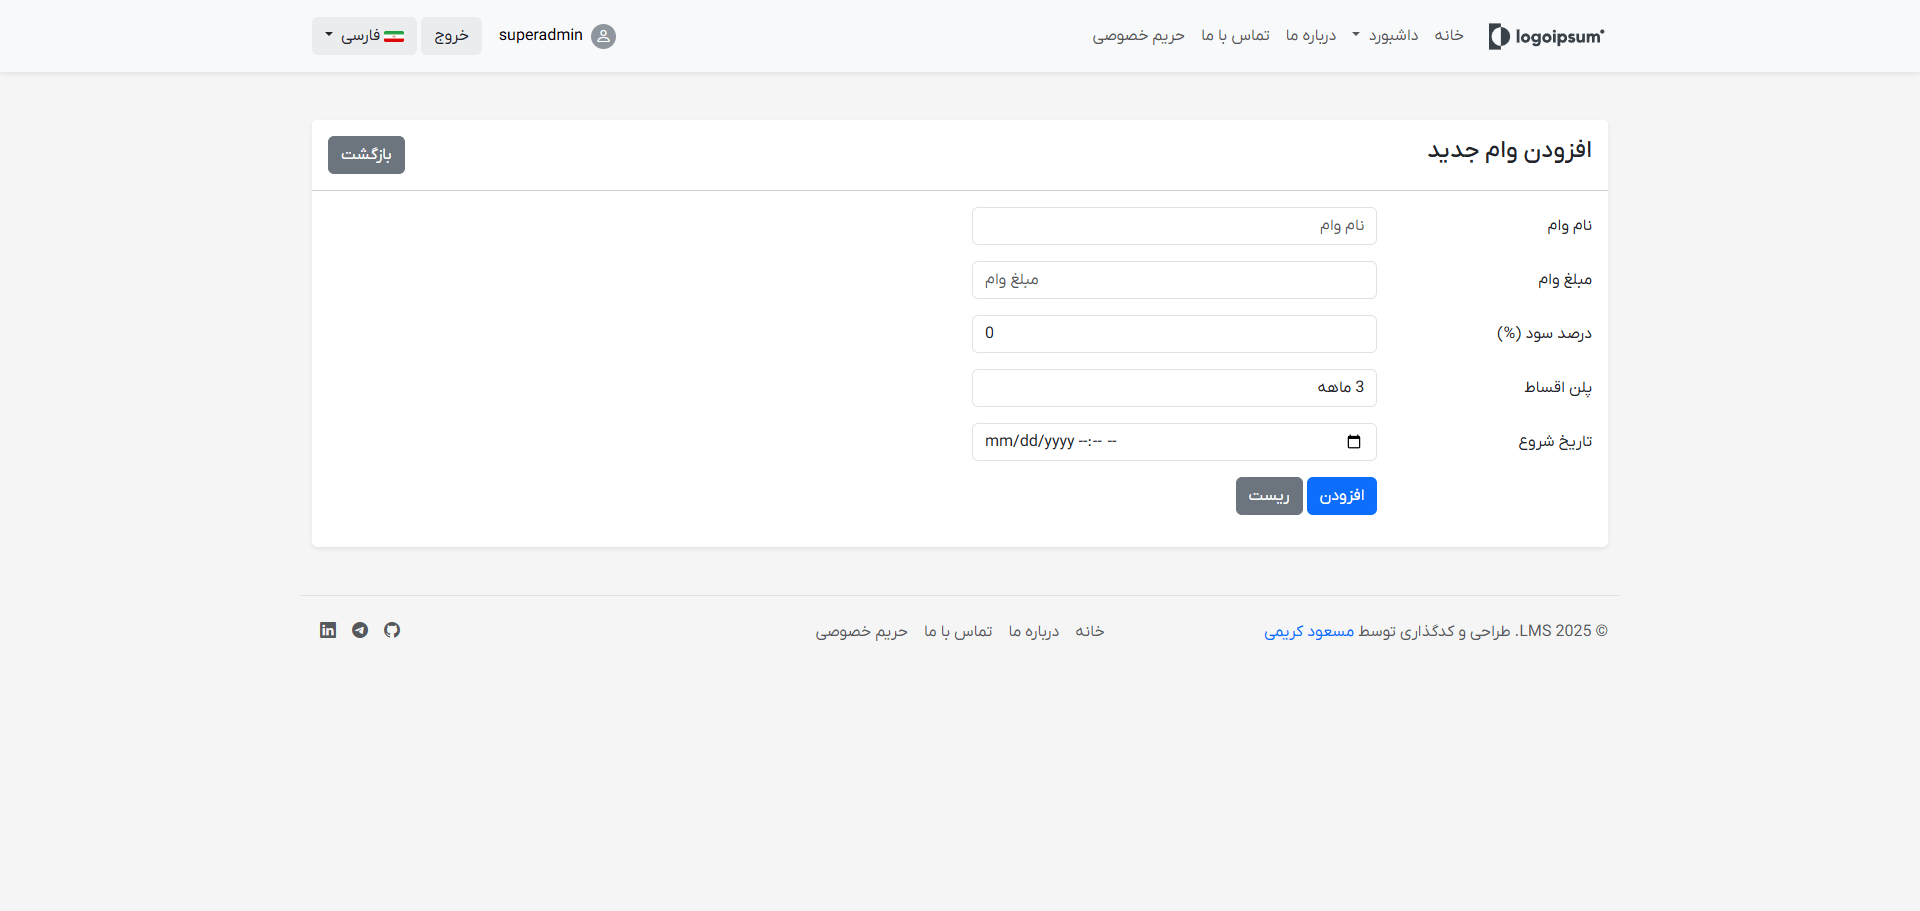 logoipsum
خانه
داشبورد
درباره ما
تماس با ما
حریم خصوصی
superadmin
خروج
فارسی
افزودن وام جدید
بازگشت
نام وام
نام وام
مبلغ وام
مبلغ وام
درصد سود (%)
0
پلن اقساط
3 ماهه
تاریخ شروع
mm/dd/yyyy --:-- --
افزودن
ریست
© 2025 LMS. طراحی و کدگذاری توسط مسعود کریمی
خانه
درباره ما
تماس با ما
حریم خصوصی